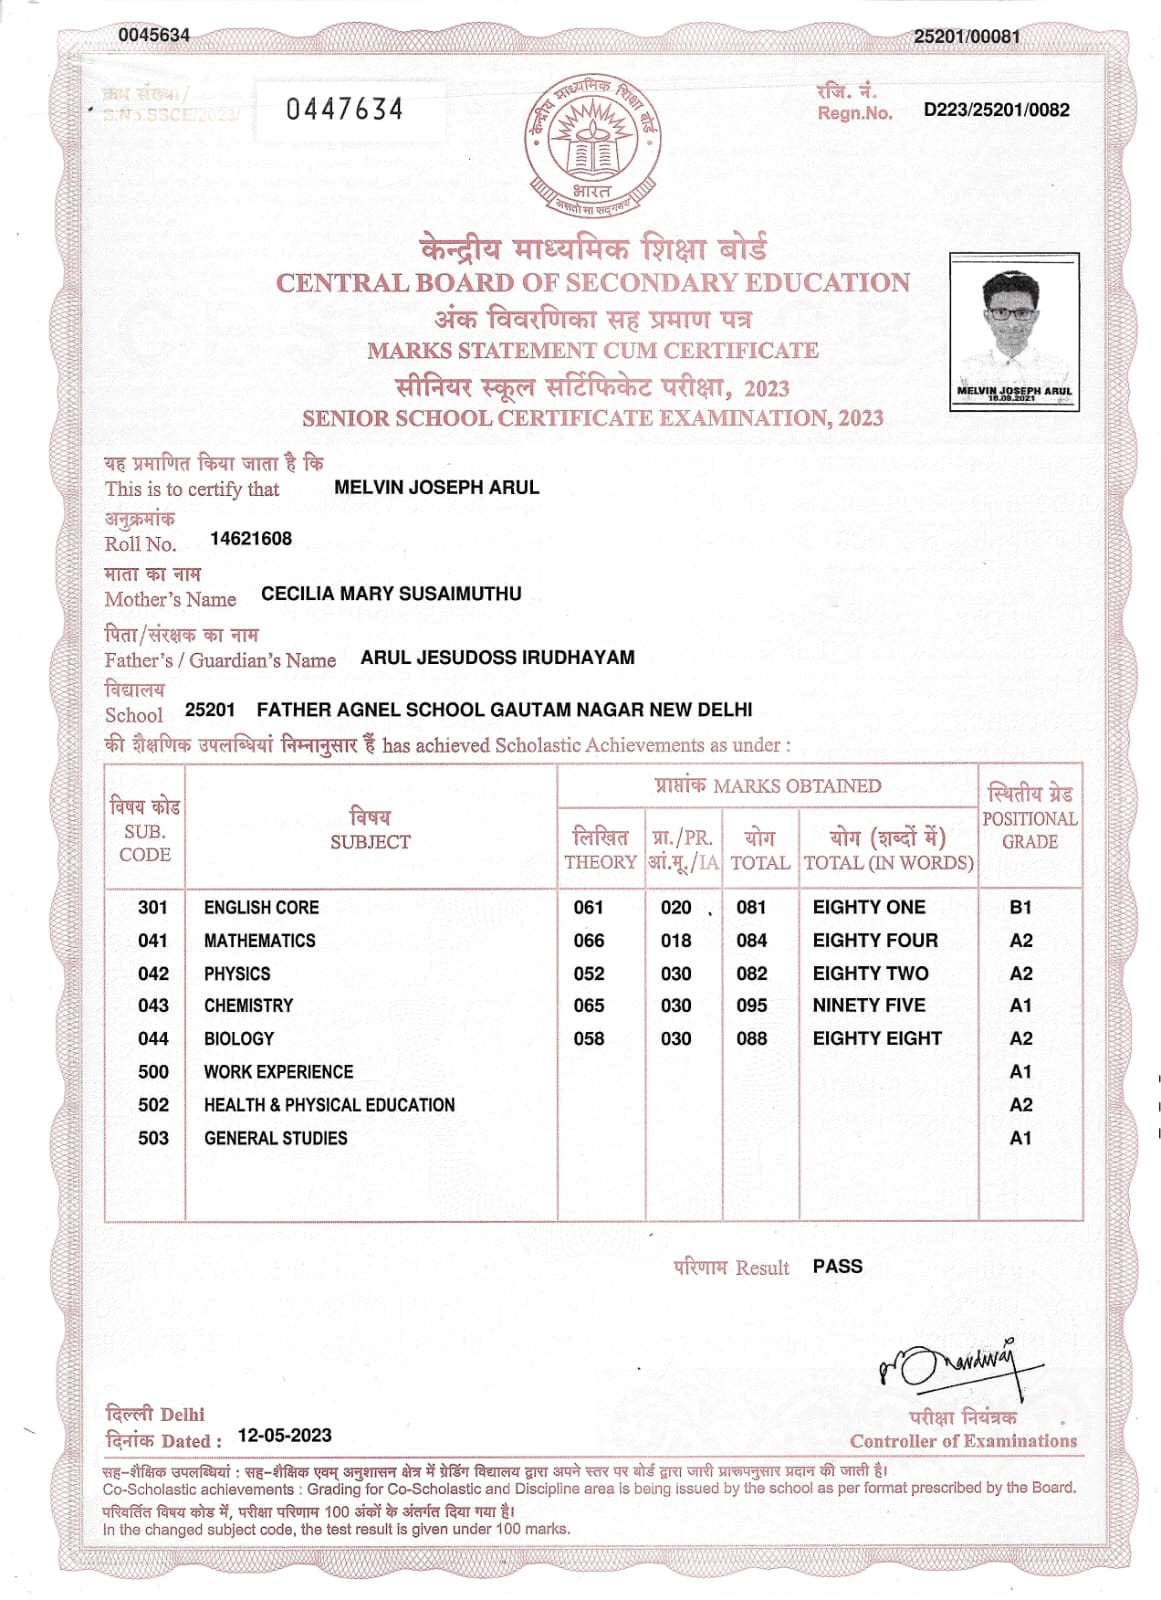 0045634
25201/00081
क्रम संख्या/
S.No.SSCE/2023/
0447634
रजि. नं.
Regn.No. D223/25201/0082
केन्द्रीय माध्यमिक शिक्षा बोर्ड
भारत
असतो मा सद्गमय
केन्द्रीय माध्यमिक शिक्षा बोर्ड
CENTRAL BOARD OF SECONDARY EDUCATION
अंक विवरणिका सह प्रमाण पत्र
MARKS STATEMENT CUM CERTIFICATE
सीनियर स्कूल सर्टिफिकेट परीक्षा, 2023
SENIOR SCHOOL CERTIFICATE EXAMINATION, 2023
MELVIN JOSEPH ARUL
18.09.2021
यह प्रमाणित किया जाता है कि
This is to certify that MELVIN JOSEPH ARUL
अनुक्रमांक
Roll No. 14621608
माता का नाम
Mother's Name CECILIA MARY SUSAIMUTHU
पिता/संरक्षक का नाम
Father's / Guardian's Name ARUL JESUDOSS IRUDHAYAM
विद्यालय
School 25201 FATHER AGNEL SCHOOL GAUTAM NAGAR NEW DELHI
की शैक्षणिक उपलब्धियां निम्नानुसार हैं has achieved Scholastic Achievements as under :
विषय कोड
SUB.
CODE
विषय
SUBJECT
प्राप्तांक MARKS OBTAINED
लिखित
THEORY
प्रा./PR.
आं.मू./IA
योग
TOTAL
योग (शब्दों में)
TOTAL (IN WORDS)
स्थितीय ग्रेड
POSITIONAL
GRADE
301 ENGLISH CORE 061 020 081 EIGHTY ONE B1
041 MATHEMATICS 066 018 084 EIGHTY FOUR A2
042 PHYSICS 052 030 082 EIGHTY TWO A2
043 CHEMISTRY 065 030 095 NINETY FIVE A1
044 BIOLOGY 058 030 088 EIGHTY EIGHT A2
500 WORK EXPERIENCE A1
502 HEALTH & PHYSICAL EDUCATION A2
503 GENERAL STUDIES A1
परिणाम Result PASS
दिल्ली Delhi
दिनांक Dated : 12-05-2023
परीक्षा नियंत्रक
Controller of Examinations
सह-शैक्षिक उपलब्धियां : सह-शैक्षिक एवम् अनुशासन क्षेत्र में ग्रेडिंग विद्यालय द्वारा अपने स्तर पर बोर्ड द्वारा जारी प्रारूपनुसार प्रदान की जाती है।
Co-Scholastic achievements : Grading for Co-Scholastic and Discipline area is being issued by the school as per format prescribed by the Board.
परिवर्तित विषय कोड में, परीक्षा परिणाम 100 अंकों के अंतर्गत दिया गया है।
In the changed subject code, the test result is given under 100 marks.